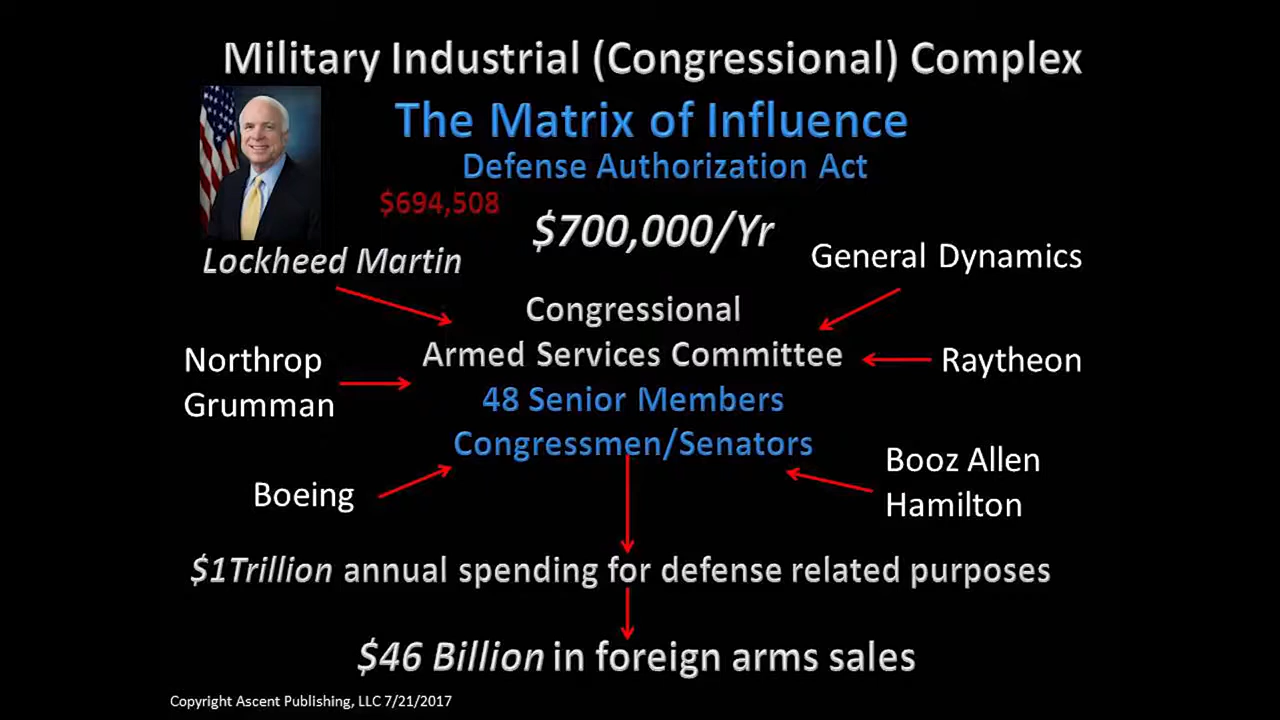 Military Industrial (Congressional) Complex
The Matrix of Influence
Defense Authorization Act
$694,508
$700,000/Yr
Lockheed Martin
General Dynamics
Congressional
Armed Services Committee
Northrop
Grumman
Raytheon
48 Senior Members
Congressmen/Senators
Boeing
Booz Allen
Hamilton
$1Trillion annual spending for defense related purposes
$46 Billion in foreign arms sales
Copyright Ascent Publishing, LLC 7/21/2017